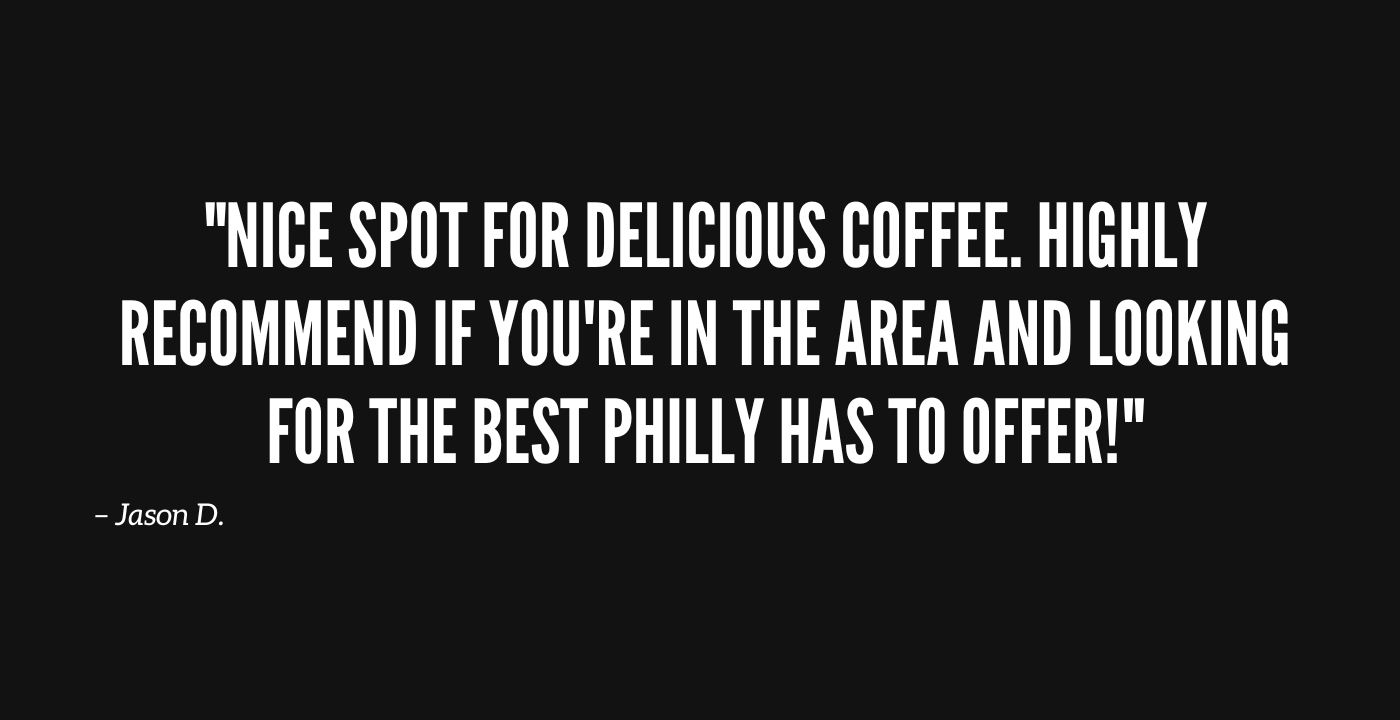 "NICE SPOT FOR DELICIOUS COFFEE. HIGHLY
RECOMMEND IF YOU'RE IN THE AREA AND LOOKING
FOR THE BEST PHILLY HAS TO OFFER!"
– Jason D.